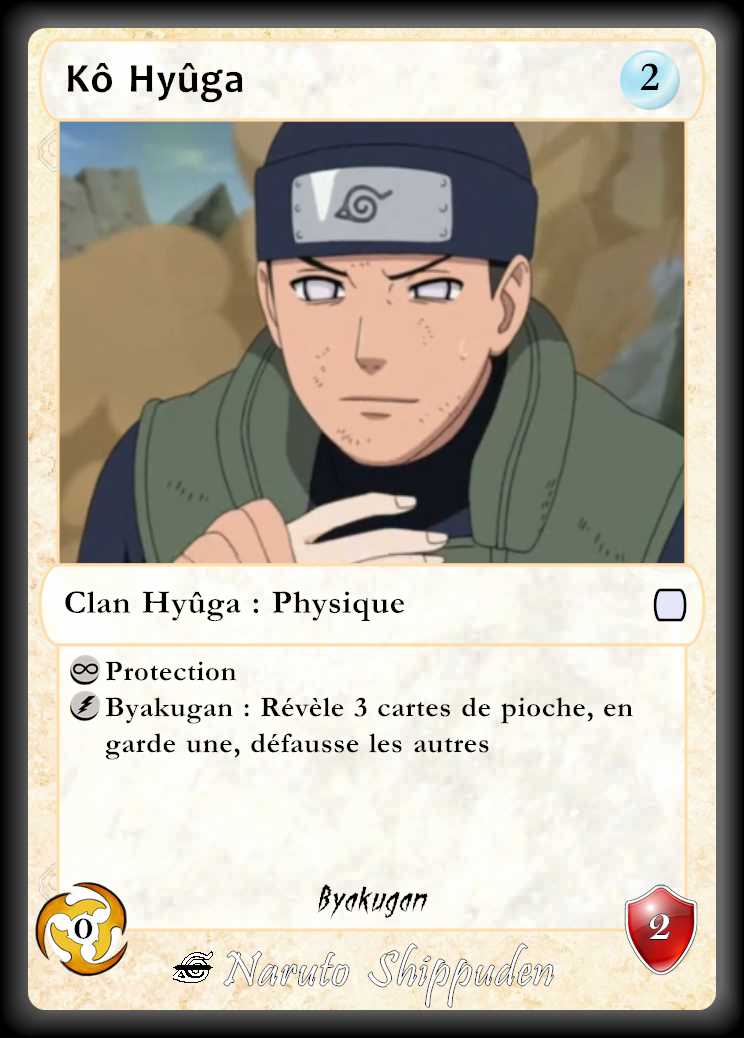 Kô Hyûga
2
Clan Hyûga : Physique
Protection
Byakugan : Révèle 3 cartes de pioche, en
garde une, défausse les autres
Byakugan
0
2
Naruto Shippuden